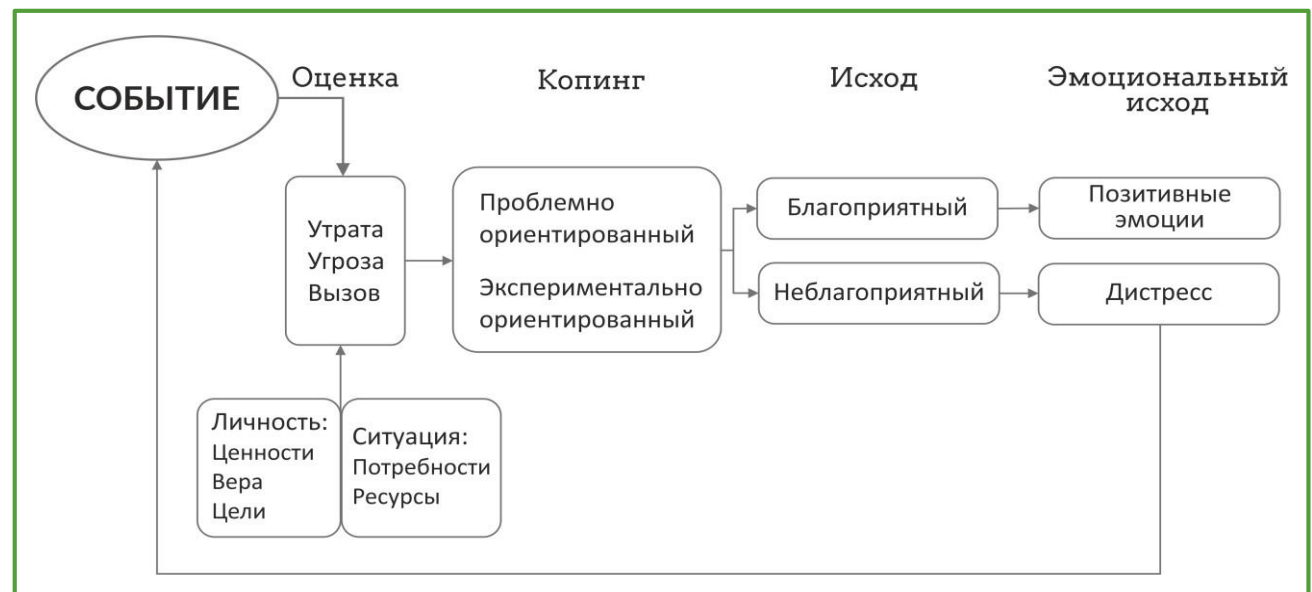 СОБЫТИЕ
Оценка
Копинг
Исход
Эмоциональный
исход
Утрата
Угроза
Вызов
Проблемно
ориентированный
Экспериментально
ориентированный
Благоприятный
Неблагоприятный
Позитивные
эмоции
Дистресс
Личность:
Ценности
Вера
Цели
Ситуация:
Потребности
Ресурсы